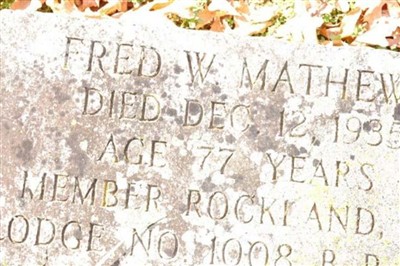 FRED W MATHEW
DIED DEC. 12, 1935
AGE 77 YEARS
MEMBER ROCKLAND,
LODGE NO. 1008 B. R.